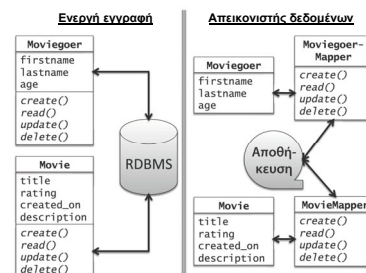 Ενεργή εγγραφή
Moviegoer
firstname
lastname
age
create()
read()
update()
delete()
Movie
title
rating
created_on
description
create()
read()
update()
delete()
RDBMS
Απεικονιστής δεδομένων
Moviegoer
firstname
lastname
age
Moviegoer-
Mapper
create()
read()
update()
delete()
Αποθή-
κευση
Movie
title
rating
created_on
description
MovieMapper
create()
read()
update()
delete()